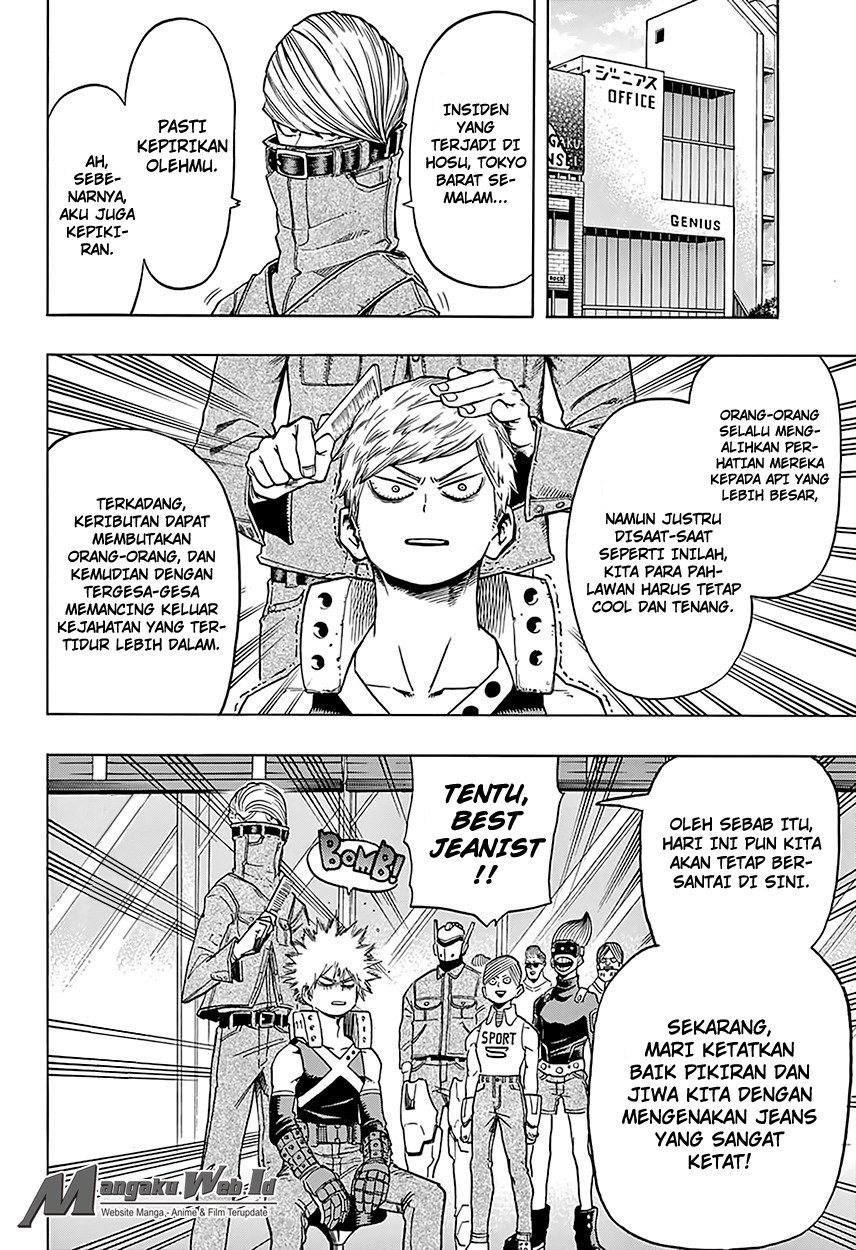 ジーニアス
OFFICE
GENIUS
INSIDEN
YANG
TERJADI DI
HOSU, TOKYO
BARAT SE-
MALAM...
PASTI
KEPIRIKAN
OLEHMU.
AH,
SEBE-
NARNYA,
AKU JUGA
KEPIKI-
RAN.
ORANG-ORANG
SELALU MENG-
ALIHKAN PER-
HATIAN MEREKA
KEPADA API YANG
LEBIH BESAR,
NAMUN JUSTRU
DISAAT-SAAT
SEPERTI INILAH,
KITA PARA PAH-
LAWAN HARUS TETAP
COOL DAN TENANG.
TERKADANG,
KERIBUTAN DAPAT
MEMBUTAKAN
ORANG-ORANG, DAN
KEMUDIAN DENGAN
TERGESA-GESA
MEMANCING KELUAR
KEJAHATAN YANG TER-
TIDUR LEBIH DALAM.
OLEH SEBAB ITU,
HARI INI PUN KITA
AKAN TETAP BER-
SANTAI DI SINI.
SEKARANG,
MARI KETATKAN
BAIK PIKIRAN DAN
JIWA KITA DENGAN
MENGENAKAN JEANS
YANG SANGAT
KETAT!
TENTU,
BEST
JEANIST
!!
BOMB!
SPORT
Mangaku.Web.Id
Website Manga - Anime & Film Terupdate